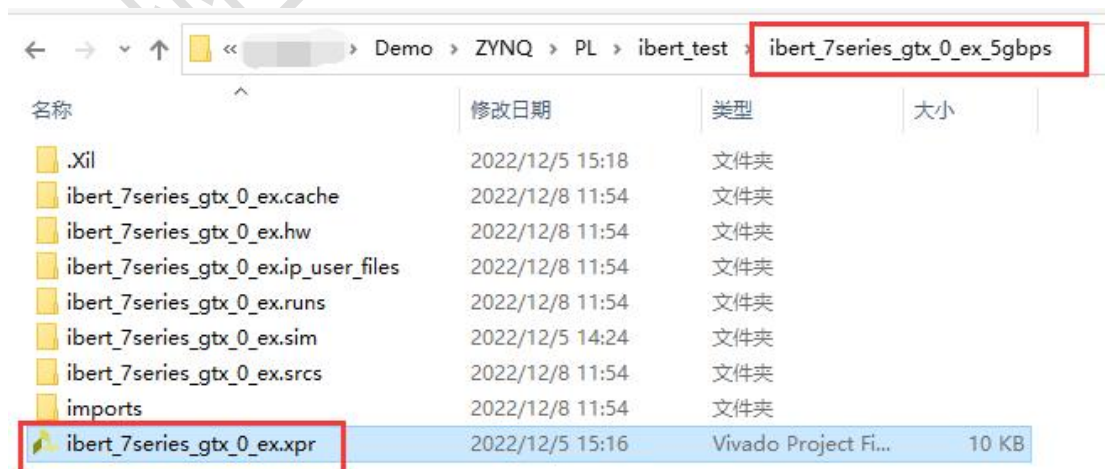 « › Demo › ZYNQ › PL › ibert_test › ibert_7series_gtx_0_ex_5gbps
名称 修改日期 类型 大小
.Xil 2022/12/5 15:18 文件夹
ibert_7series_gtx_0_ex.cache 2022/12/8 11:54 文件夹
ibert_7series_gtx_0_ex.hw 2022/12/8 11:54 文件夹
ibert_7series_gtx_0_ex.ip_user_files 2022/12/8 11:54 文件夹
ibert_7series_gtx_0_ex.runs 2022/12/8 11:54 文件夹
ibert_7series_gtx_0_ex.sim 2022/12/5 14:24 文件夹
ibert_7series_gtx_0_ex.srcs 2022/12/8 11:54 文件夹
imports 2022/12/8 11:54 文件夹
ibert_7series_gtx_0_ex.xpr 2022/12/5 15:16 Vivado Project Fi... 10 KB